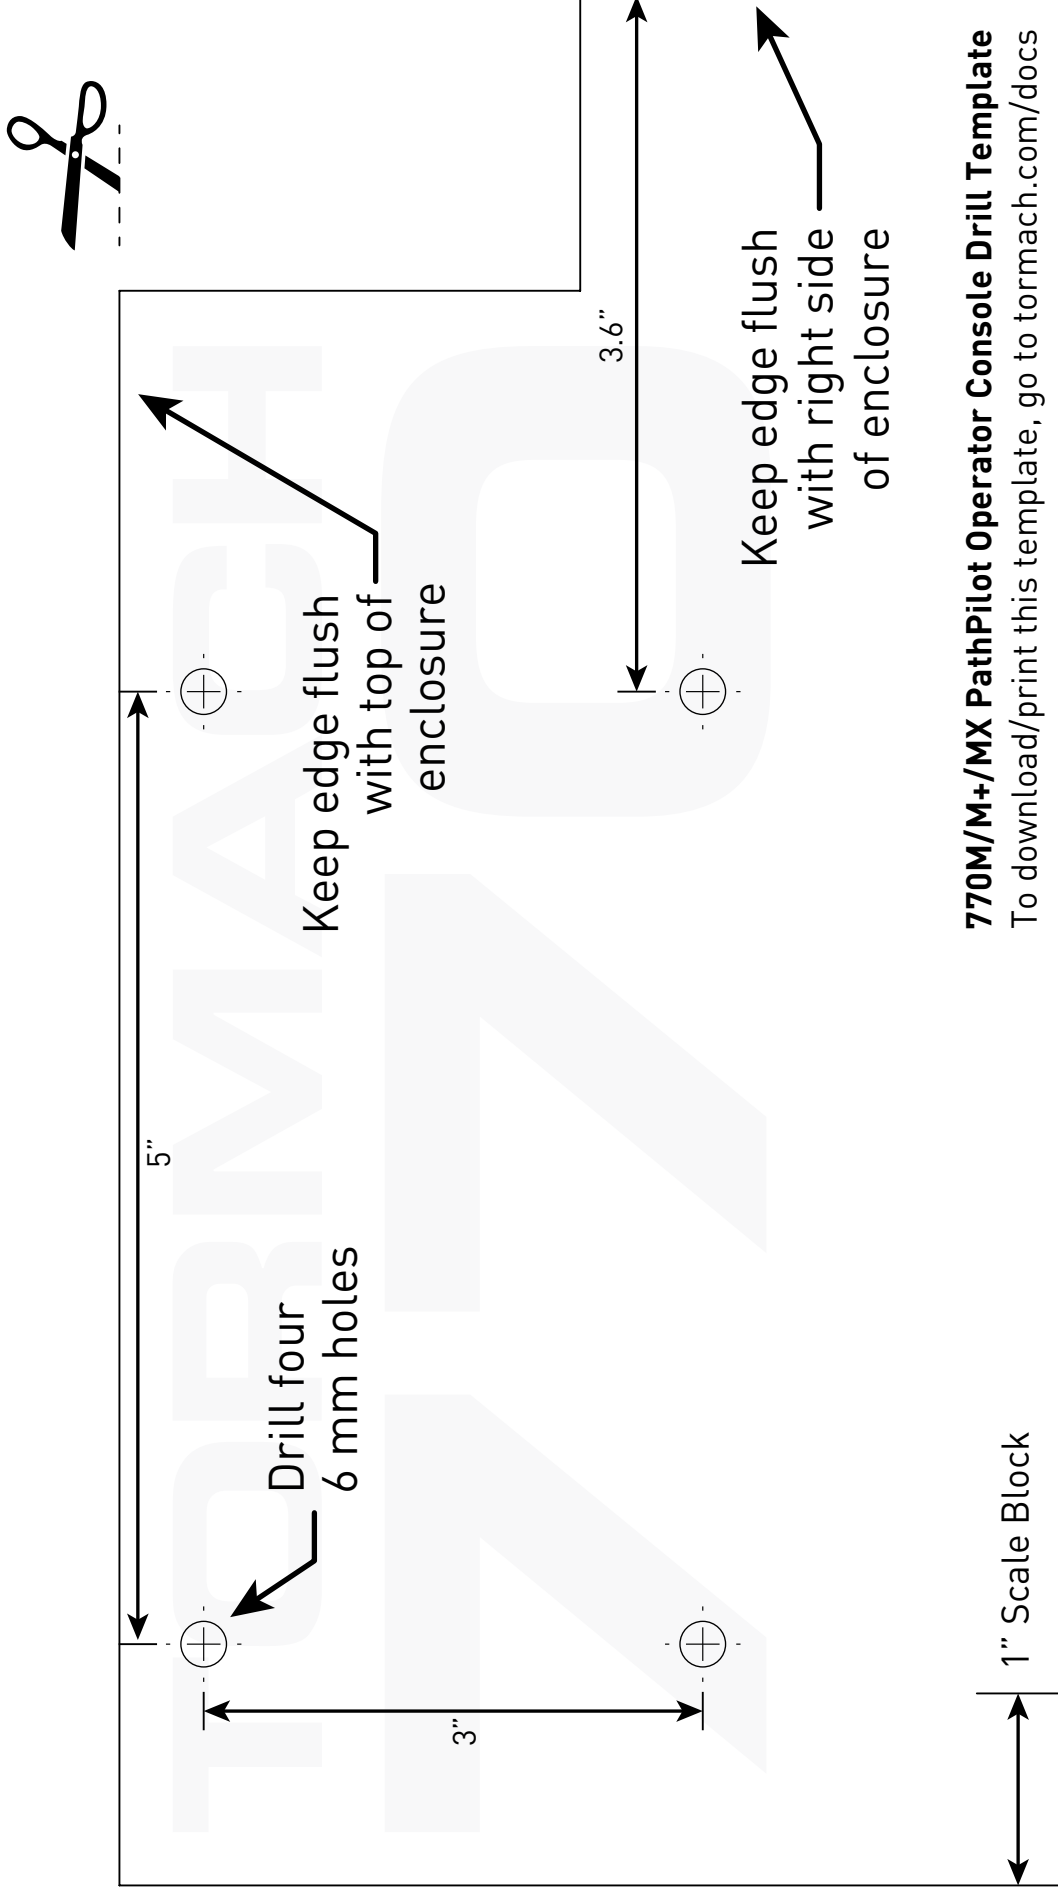 TORMACH
770
5”
3”
3.6”
Drill four
6 mm holes
Keep edge flush
with top of
enclosure
Keep edge flush
with right side
of enclosure
1” Scale Block
770M/M+/MX PathPilot Operator Console Drill Template
To download/print this template, go to tormach.com/docs